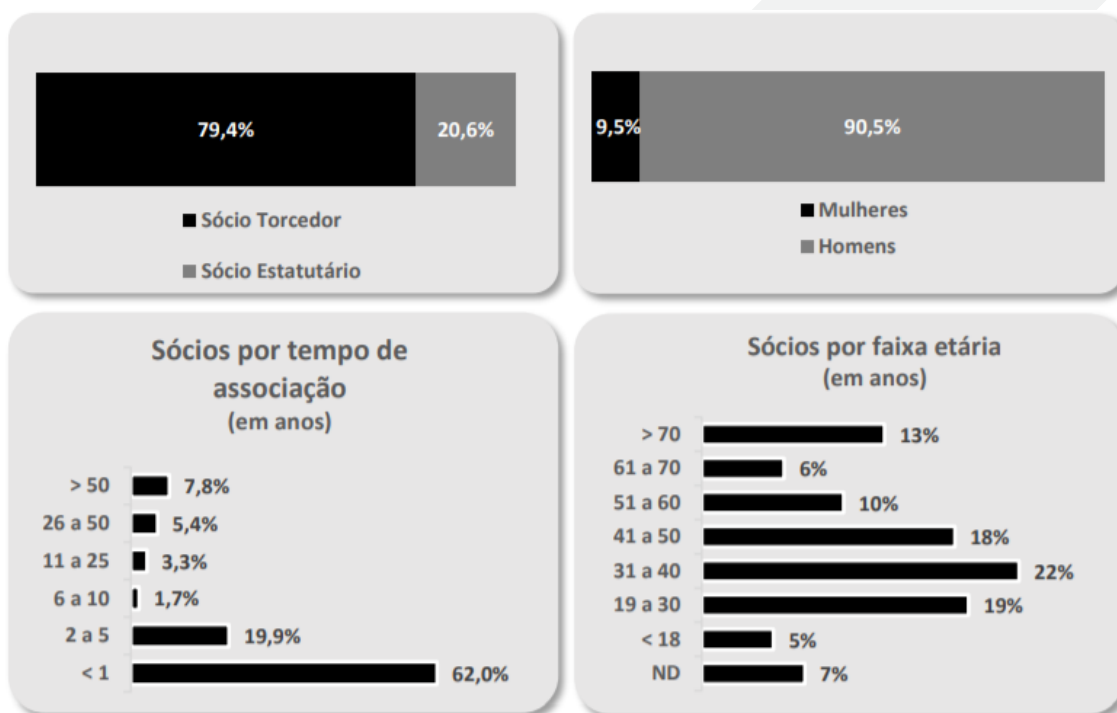 79,4%
20,6%
Sócio Torcedor
Sócio Estatutário
9,5%
90,5%
Mulheres
Homens
Sócios por tempo de
associação
(em anos)
> 50 7,8%
26 a 50 5,4%
11 a 25 3,3%
6 a 10 1,7%
2 a 5 19,9%
< 1 62,0%
Sócios por faixa etária
(em anos)
> 70 13%
61 a 70 6%
51 a 60 10%
41 a 50 18%
31 a 40 22%
19 a 30 19%
< 18 5%
ND 7%